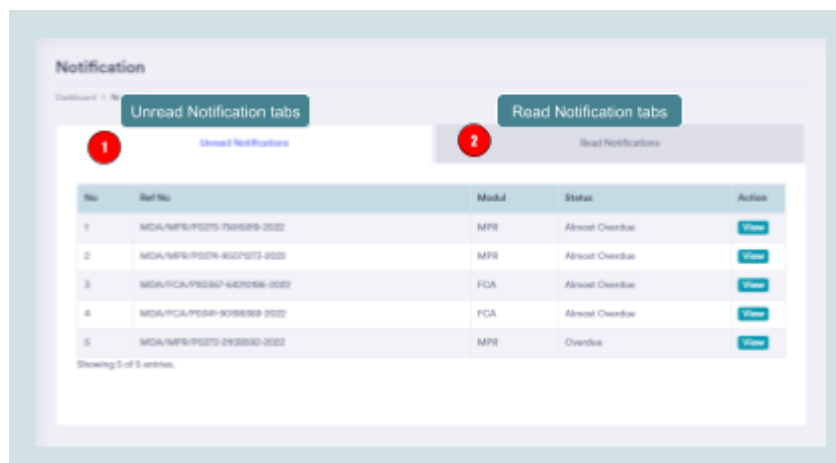 Notification
Dashboard >
Unread Notification tabs
Read Notification tabs
1
Unread Notifications
2
Read Notifications
No Ref No Modul Status Action
1 MPR Almost Overdue View
2 MPR Almost Overdue View
3 FCA Almost Overdue View
4 FCA Almost Overdue View
5 MPR Overdue View
Showing 5 of 5 entries.